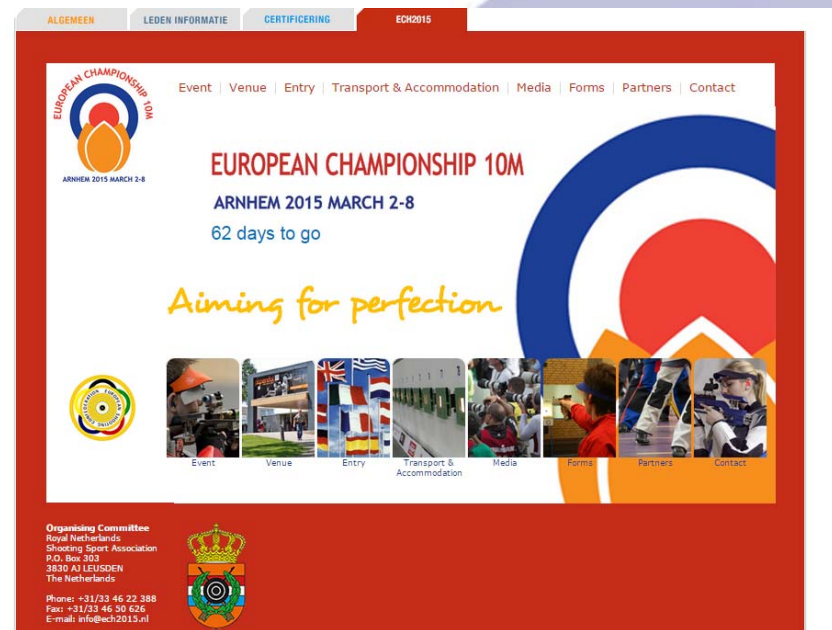 ALGEMEEN
LEDEN INFORMATIE
CERTIFICERING
ECH2015
EUROPEAN CHAMPIONSHIP 10M
ARNHEM 2015 MARCH 2-8
Event | Venue | Entry | Transport & Accommodation | Media | Forms | Partners | Contact
EUROPEAN CHAMPIONSHIP 10M
ARNHEM 2015 MARCH 2-8
62 days to go
Aiming for perfection
EUROPEAN SHOOTING CONFEDERATION
Event
Venue
Entry
Transport &
Accommodation
Media
Forms
Partners
Contact
Organising Committee
Royal Netherlands
Shooting Sport Association
P.O. Box 303
3830 AJ LEUSDEN
The Netherlands
Phone: +31/33 46 22 388
Fax: +31/33 46 50 626
E-mail: info@ech2015.nl